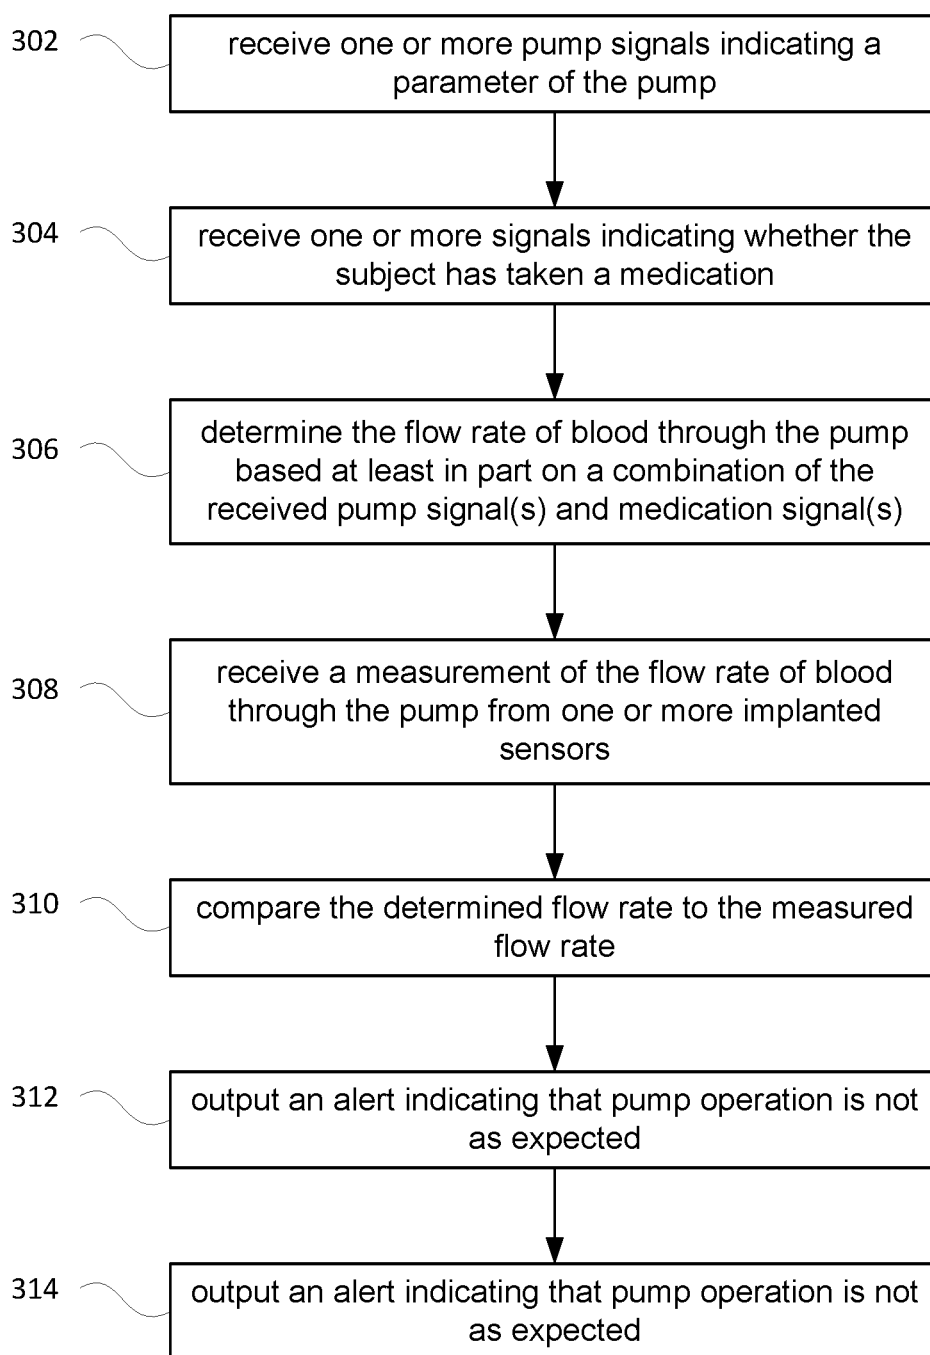 302
receive one or more pump signals indicating a
parameter of the pump
304
receive one or more signals indicating whether the
subject has taken a medication
306
determine the flow rate of blood through the pump
based at least in part on a combination of the
received pump signal(s) and medication signal(s)
308
receive a measurement of the flow rate of blood
through the pump from one or more implanted
sensors
310
compare the determined flow rate to the measured
flow rate
312
output an alert indicating that pump operation is not
as expected
314
output an alert indicating that pump operation is not
as expected